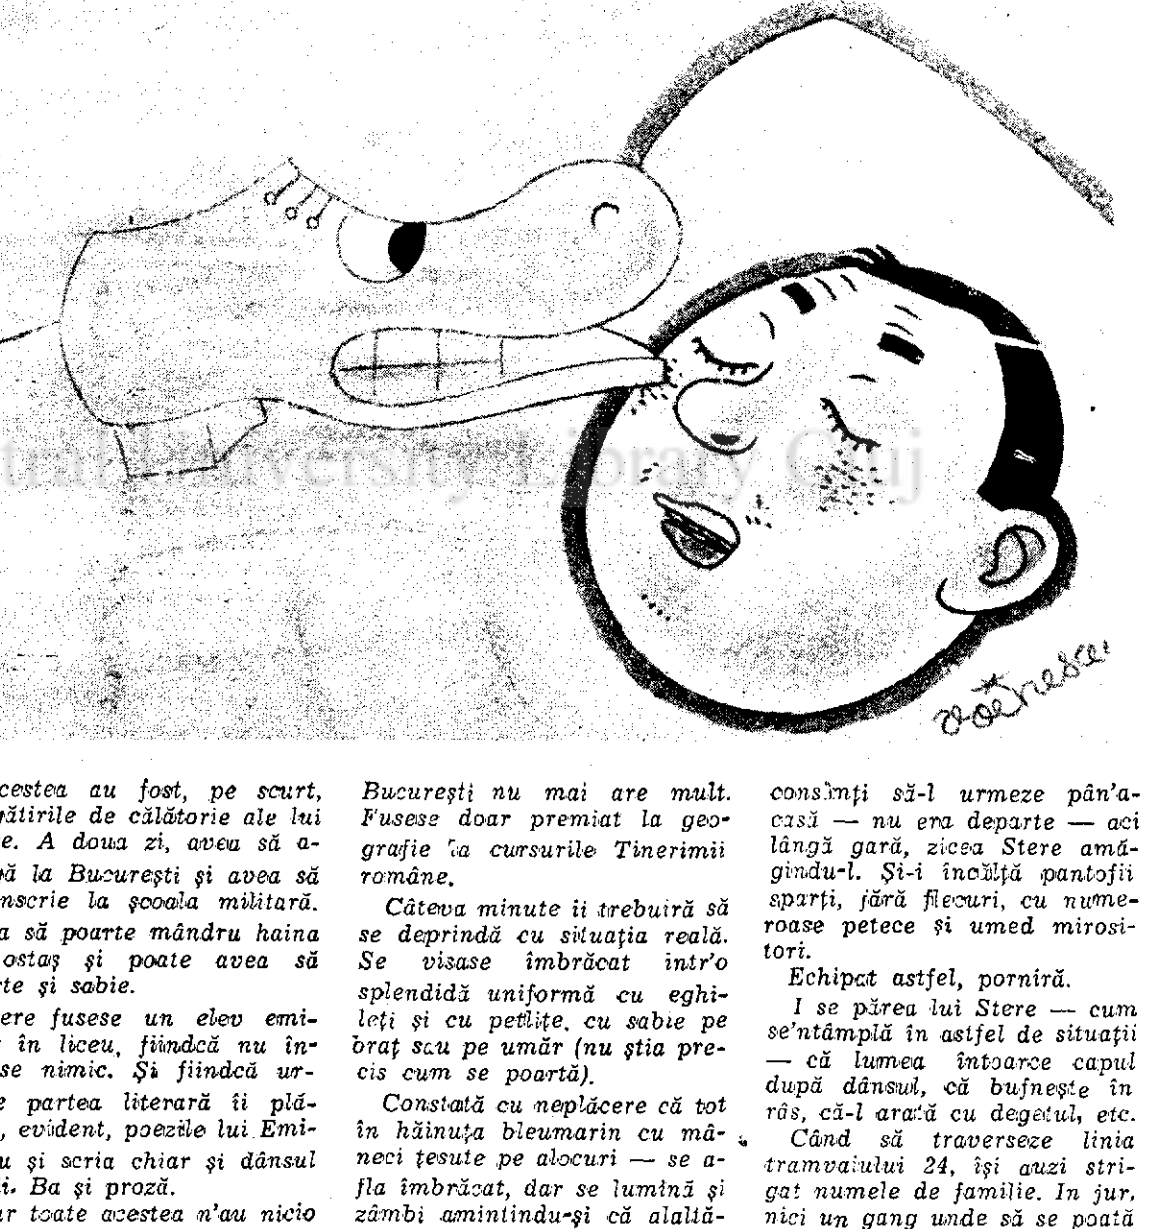 tral University Library Cluj
cestea au fost, pe scurt,
gătirile de călătorie ale lui
e. A doua zi, avea să a-
ă la București și avea să
nscrie la școala militară.
a să poarte mândru haina
ostaș și poate avea să
rte și sabie.
ere fusese un elev emi-
în liceu, fiindcă nu în-
se nimic. Și fiindcă ur-
e partea literară îi plă-
, evident, poeziile lui Emi-
u și scria chiar și dânsul
i. Ba și proză.
ar toate acestea n'au nicio
București nu mai are mult.
Fusese doar premiat la geo-
grafie la cursurile Tinerimii
române.
Câteva minute îi trebuiră să
se deprindă cu situația reală.
Se visase îmbrăcat intr'o
splendidă uniformă cu eghi-
leți și cu petlițe, cu sabie pe
braț sau pe umăr (nu știa pre-
cis cum se poartă).
Constată cu neplăcere că tot
în hăinuța bleumarin cu mâ-
neci țesute pe alocuri — se a-
fla îmbrăcat, dar se lumină și
zâmbi amintindu-și că alaltă-
consimți să-l urmeze pân'a-
casă — nu era departe — aci
lângă gară, zicea Stere amă-
gindu-l. Și-i încălță pantofii
sparți, fără flecuri, cu nume-
roase petece și umed mirosi-
tori.
Echipat astfel, porniră.
I se părea lui Stere — cum
se'ntâmplă în astfel de situații
— că lumea întoarce capul
după dânsul, că bufnește în
râs, că-l arată cu degetul, etc.
Când să traverseze linia
tramvaiului 24, își auzi stri-
gat numele de familie. In jur,
nici un gang unde să se poată